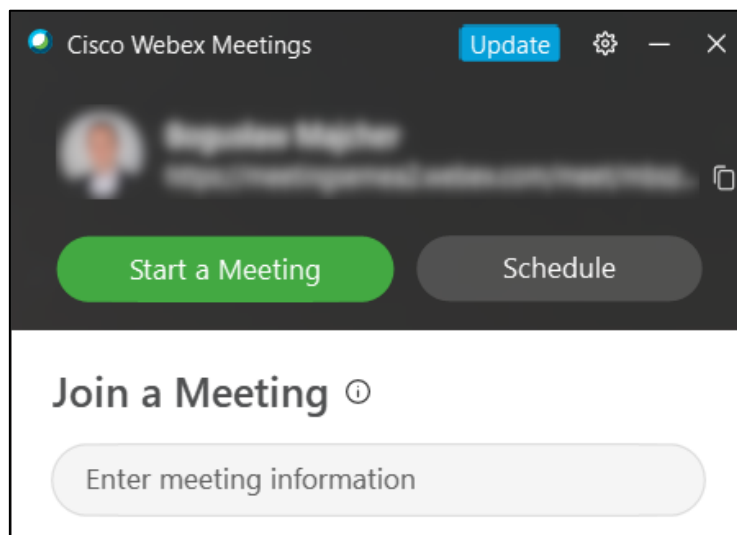 Cisco Webex Meetings Update
Start a Meeting Schedule
Join a Meeting
Enter meeting information